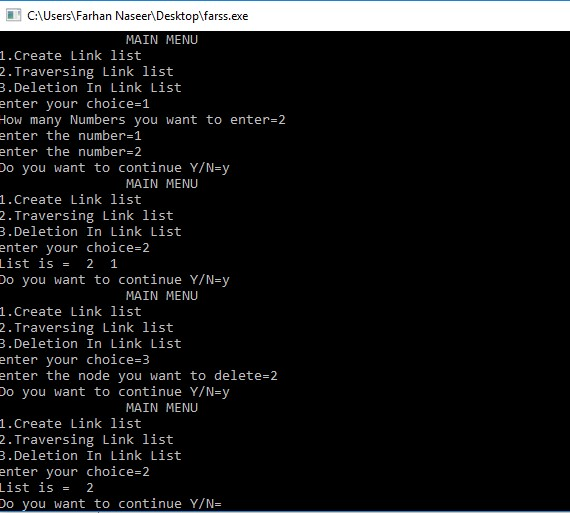 C:\Users\Farhan Naseer\Desktop\farss.exe
MAIN MENU
1.Create Link list
2.Traversing Link list
3.Deletion In Link List
enter your choice=1
How many Numbers you want to enter=2
enter the number=1
enter the number=2
Do you want to continue Y/N=y
MAIN MENU
1.Create Link list
2.Traversing Link list
3.Deletion In Link List
enter your choice=2
List is =  2  1
Do you want to continue Y/N=y
MAIN MENU
1.Create Link list
2.Traversing Link list
3.Deletion In Link List
enter your choice=3
enter the node you want to delete=2
Do you want to continue Y/N=y
MAIN MENU
1.Create Link list
2.Traversing Link list
3.Deletion In Link List
enter your choice=2
List is =  2
Do you want to continue Y/N=